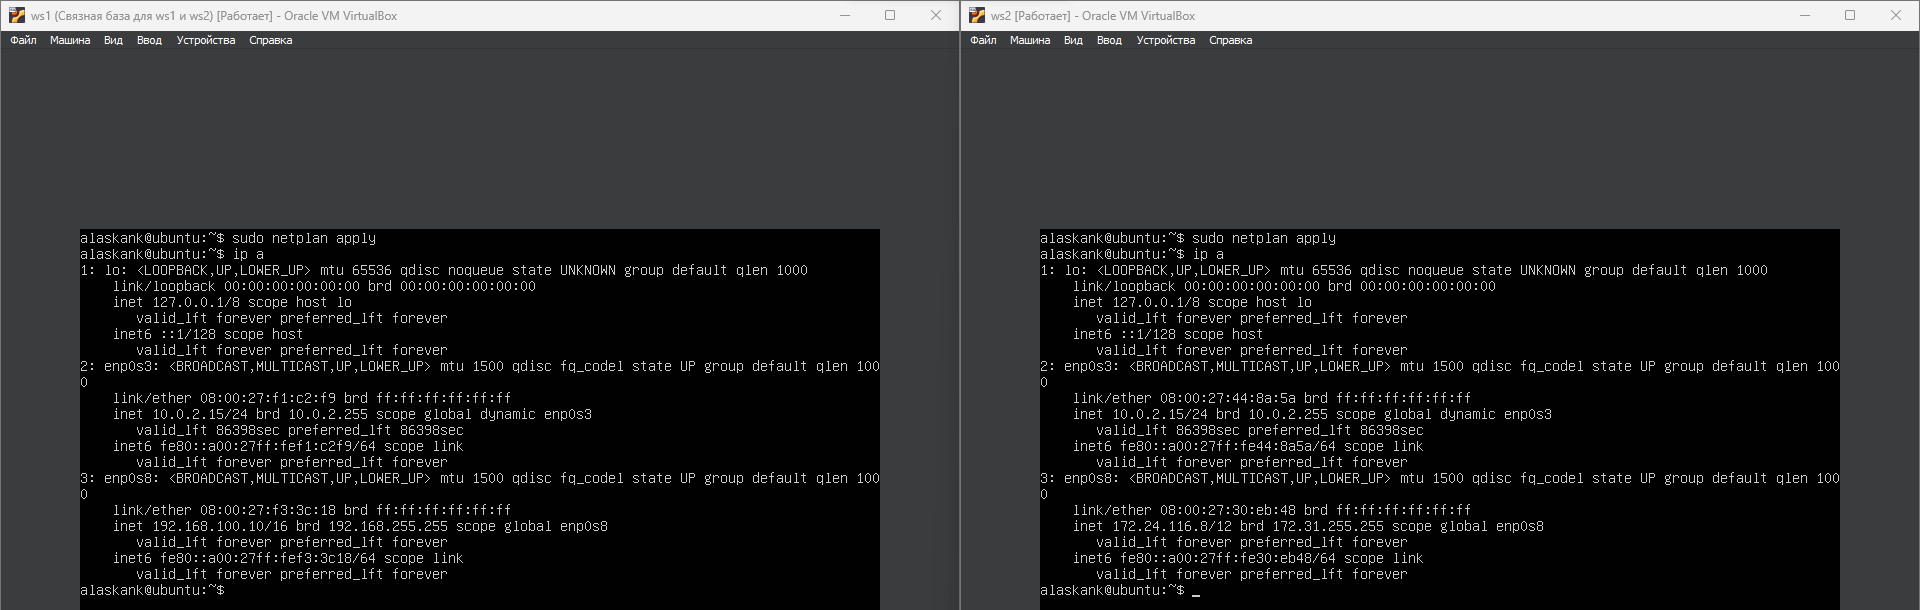 ws1 (Связная база для ws1 и ws2) [Работает] - Oracle VM VirtualBox
Файл Машина Вид Ввод Устройства Справка
alaskank@ubuntu:~$ sudo netplan apply
alaskank@ubuntu:~$ ip a
1: lo: <LOOPBACK,UP,LOWER_UP> mtu 65536 qdisc noqueue state UNKNOWN group default qlen 1000
    link/loopback 00:00:00:00:00:00 brd 00:00:00:00:00:00
    inet 127.0.0.1/8 scope host lo
       valid_lft forever preferred_lft forever
    inet6 ::1/128 scope host
       valid_lft forever preferred_lft forever
2: enp0s3: <BROADCAST,MULTICAST,UP,LOWER_UP> mtu 1500 qdisc fq_codel state UP group default qlen 100
0
    link/ether 08:00:27:f1:c2:f9 brd ff:ff:ff:ff:ff:ff
    inet 10.0.2.15/24 brd 10.0.2.255 scope global dynamic enp0s3
       valid_lft 86398sec preferred_lft 86398sec
    inet6 fe80::a00:27ff:fef1:c2f9/64 scope link
       valid_lft forever preferred_lft forever
3: enp0s8: <BROADCAST,MULTICAST,UP,LOWER_UP> mtu 1500 qdisc fq_codel state UP group default qlen 100
0
    link/ether 08:00:27:f3:3c:18 brd ff:ff:ff:ff:ff:ff
    inet 192.168.100.10/16 brd 192.168.255.255 scope global enp0s8
       valid_lft forever preferred_lft forever
    inet6 fe80::a00:27ff:fef3:3c18/64 scope link
       valid_lft forever preferred_lft forever
alaskank@ubuntu:~$
ws2 [Работает] - Oracle VM VirtualBox
Файл Машина Вид Ввод Устройства Справка
alaskank@ubuntu:~$ sudo netplan apply
alaskank@ubuntu:~$ ip a
1: lo: <LOOPBACK,UP,LOWER_UP> mtu 65536 qdisc noqueue state UNKNOWN group default qlen 1000
    link/loopback 00:00:00:00:00:00 brd 00:00:00:00:00:00
    inet 127.0.0.1/8 scope host lo
       valid_lft forever preferred_lft forever
    inet6 ::1/128 scope host
       valid_lft forever preferred_lft forever
2: enp0s3: <BROADCAST,MULTICAST,UP,LOWER_UP> mtu 1500 qdisc fq_codel state UP group default qlen 100
0
    link/ether 08:00:27:44:8a:5a brd ff:ff:ff:ff:ff:ff
    inet 10.0.2.15/24 brd 10.0.2.255 scope global dynamic enp0s3
       valid_lft 86398sec preferred_lft 86398sec
    inet6 fe80::a00:27ff:fe44:8a5a/64 scope link
       valid_lft forever preferred_lft forever
3: enp0s8: <BROADCAST,MULTICAST,UP,LOWER_UP> mtu 1500 qdisc fq_codel state UP group default qlen 100
0
    link/ether 08:00:27:30:eb:48 brd ff:ff:ff:ff:ff:ff
    inet 172.24.116.8/12 brd 172.31.255.255 scope global enp0s8
       valid_lft forever preferred_lft forever
    inet6 fe80::a00:27ff:fe30:eb48/64 scope link
       valid_lft forever preferred_lft forever
alaskank@ubuntu:~$ _